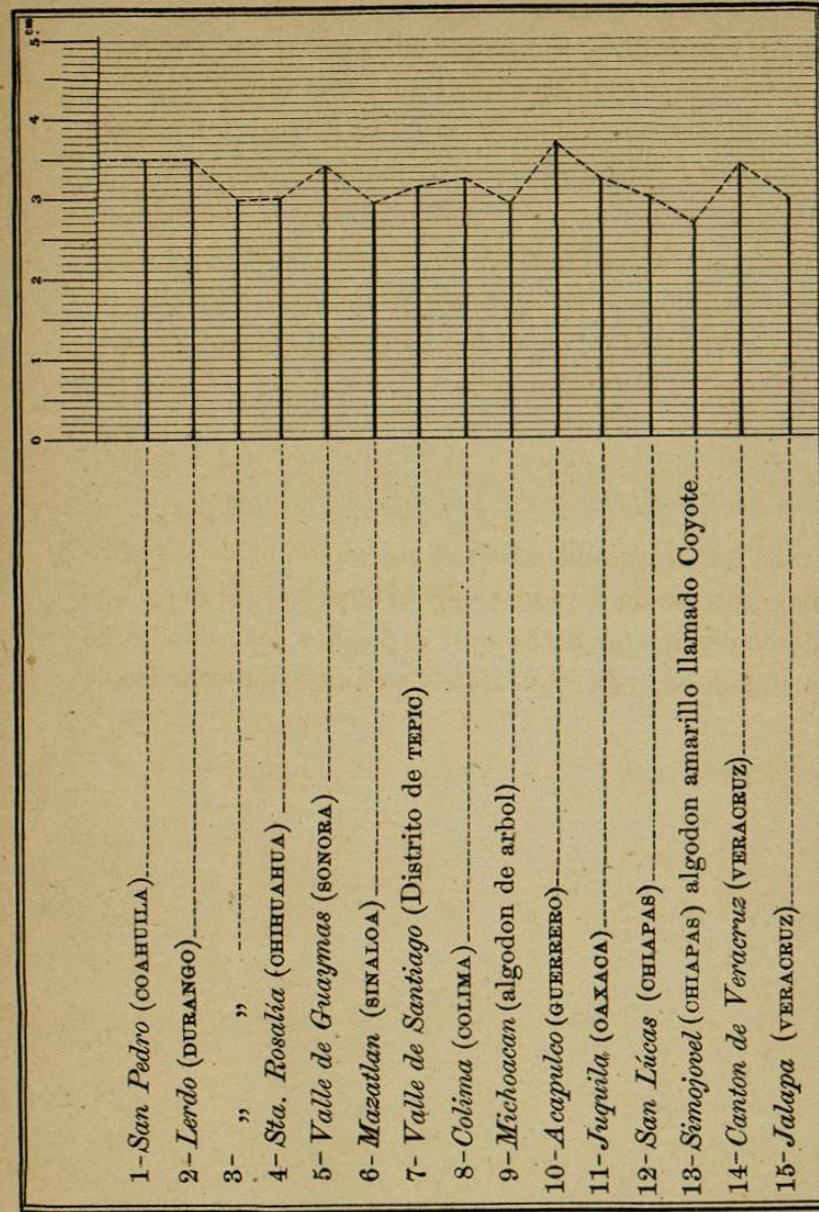 0 1 2 3 4 5 cm.
1-San Pedro (COAHUILA)
2-Lerdo (DURANGO)
3- „ „
4-Sta. Rosalía (CHIHUAHUA)
5-Valle de Guaymas (SONORA)
6-Mazatlan (SINALOA)
7-Valle de Santiago (Distrito de TEPIC)
8-Colima (COLIMA)
9-Michoacan (algodon de arbol)
10-Acapulco (GUERRERO)
11-Juquila (OAXACA)
12-San Lúcas (CHIAPAS)
13-Simojovel (CHIAPAS) algodon amarillo llamado Coyote
14-Canton de Veracruz (VERACRUZ)
15-Jalapa (VERACRUZ)